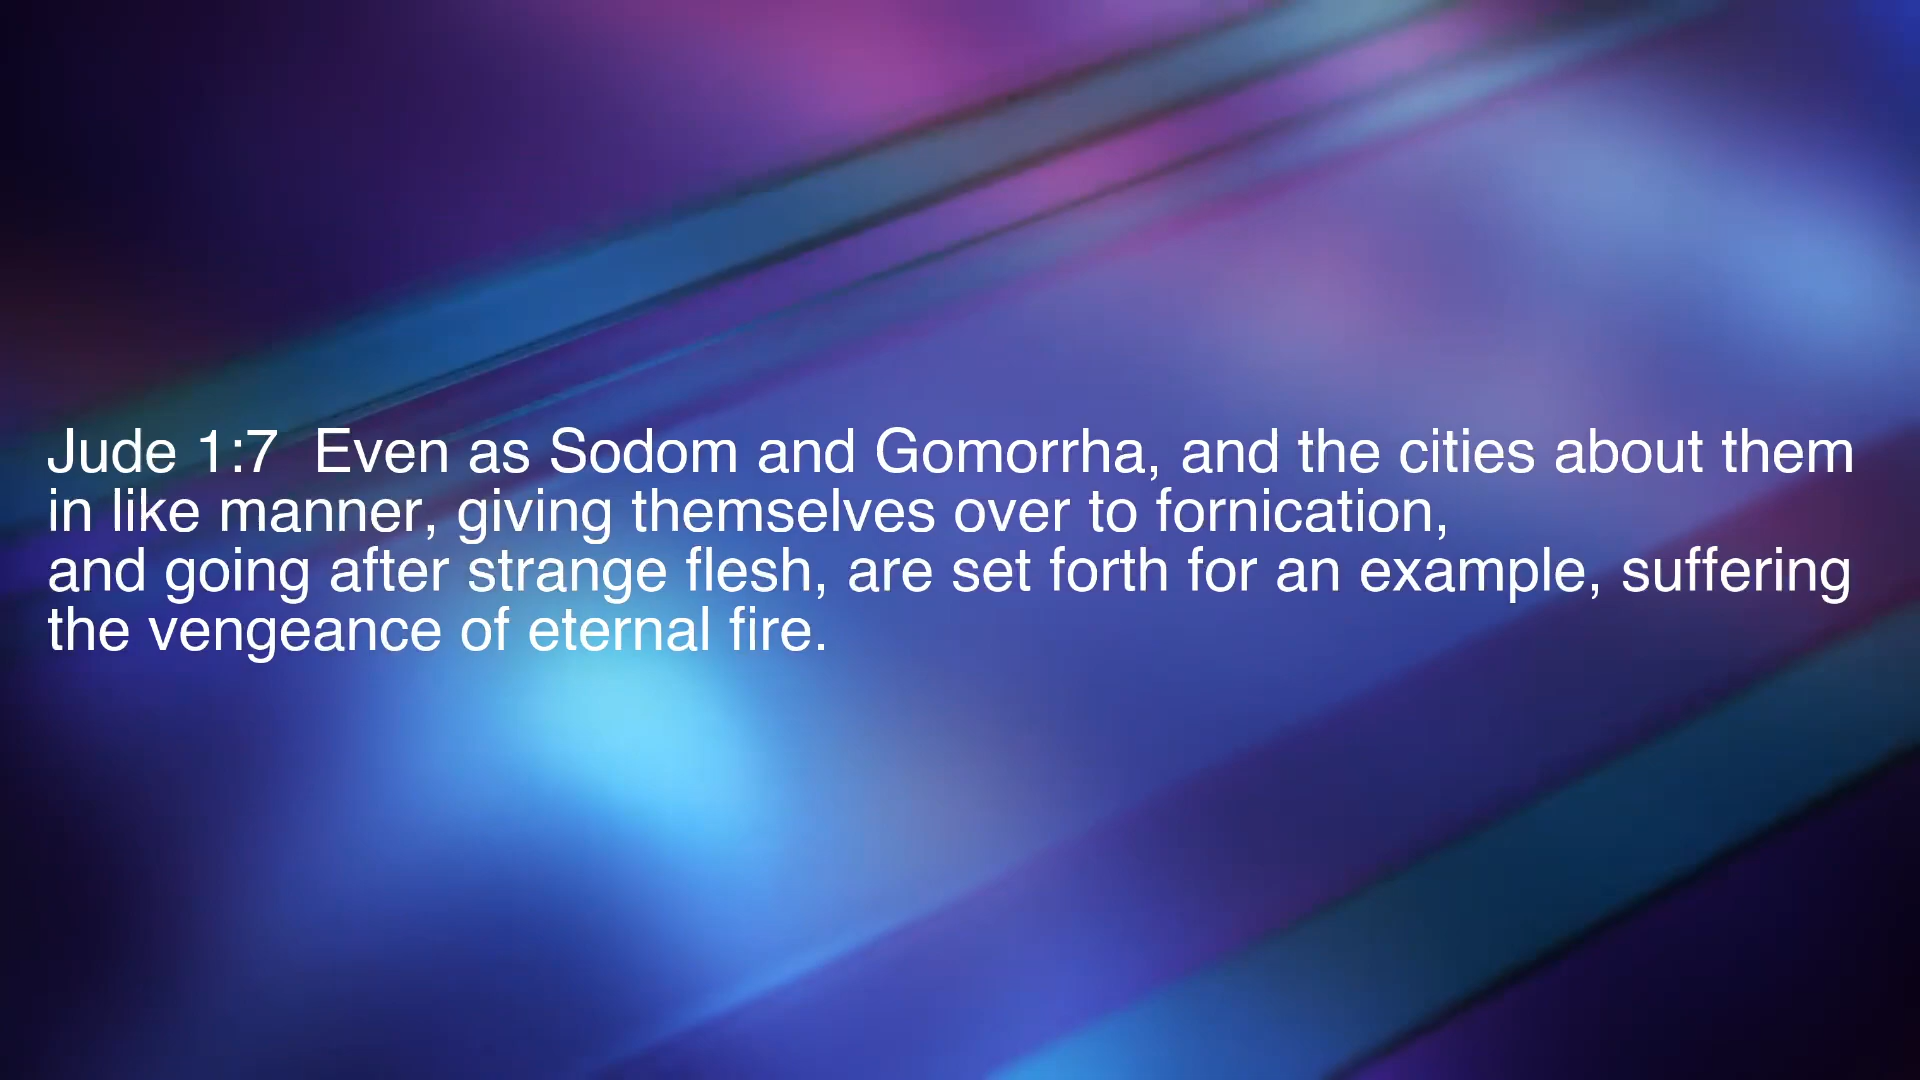 Jude 1:7  Even as Sodom and Gomorrha, and the cities about them
in like manner, giving themselves over to fornication,
and going after strange flesh, are set forth for an example, suffering
the vengeance of eternal fire.